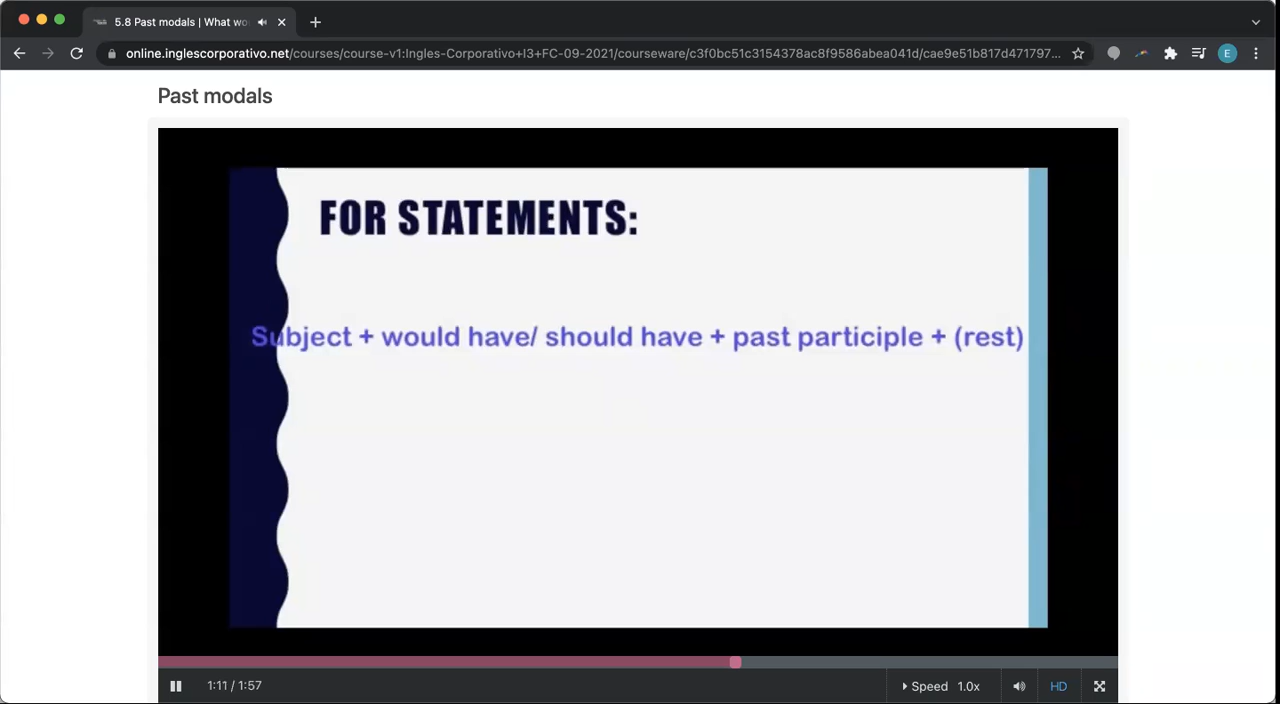 5.8 Past modals | What wo
online.inglescorporativo.net/courses/course-v1:Ingles-Corporativo+I3+FC-09-2021/courseware/c3f0bc51c3154378ac8f9586abea041d/cae9e51b817d471797...
E
Past modals
FOR STATEMENTS:
Subject + would have/ should have + past participle + (rest)
1:11 / 1:57
Speed 1.0x
HD